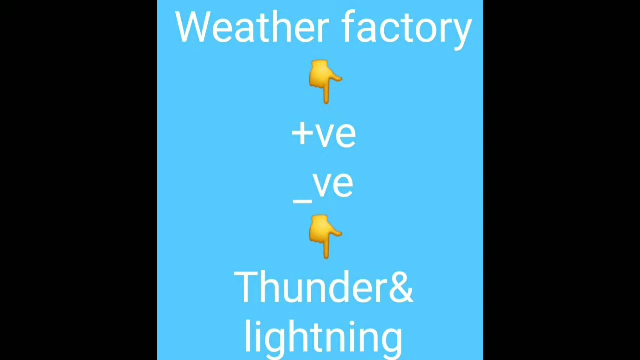 Weather factory
👇
+ve
_ve
👇
Thunder&
lightning